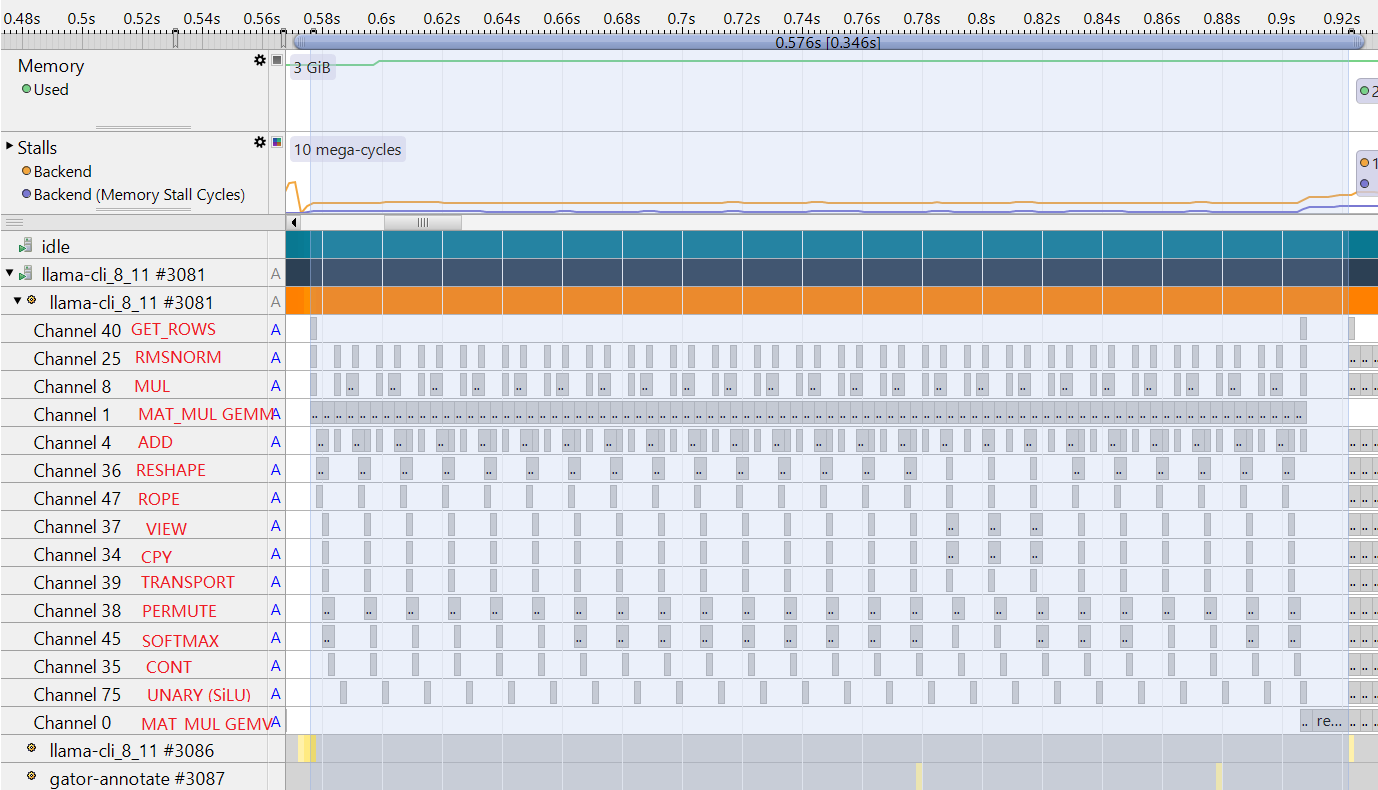 0.48s 0.5s 0.52s 0.54s 0.56s 0.58s 0.6s 0.62s 0.64s 0.66s 0.68s 0.7s 0.72s 0.74s 0.76s 0.78s 0.8s 0.82s 0.84s 0.86s 0.88s 0.9s 0.92s
0.576s [0.346s]
Memory
3 GiB
Used
2
Stalls
10 mega-cycles
Backend
1
Backend (Memory Stall Cycles)
idle
llama-cli_8_11 #3081 A
llama-cli_8_11 #3081 A
Channel 40 GET_ROWS A
Channel 25 RMSNORM A
Channel 8 MUL A
Channel 1 MAT_MUL GEMM A
Channel 4 ADD A
Channel 36 RESHAPE A
Channel 47 ROPE A
Channel 37 VIEW A
Channel 34 CPY A
Channel 39 TRANSPORT A
Channel 38 PERMUTE A
Channel 45 SOFTMAX A
Channel 35 CONT A
Channel 75 UNARY (SiLU) A
Channel 0 MAT_MUL GEMV A .. re...
llama-cli_8_11 #3086
gator-annotate #3087